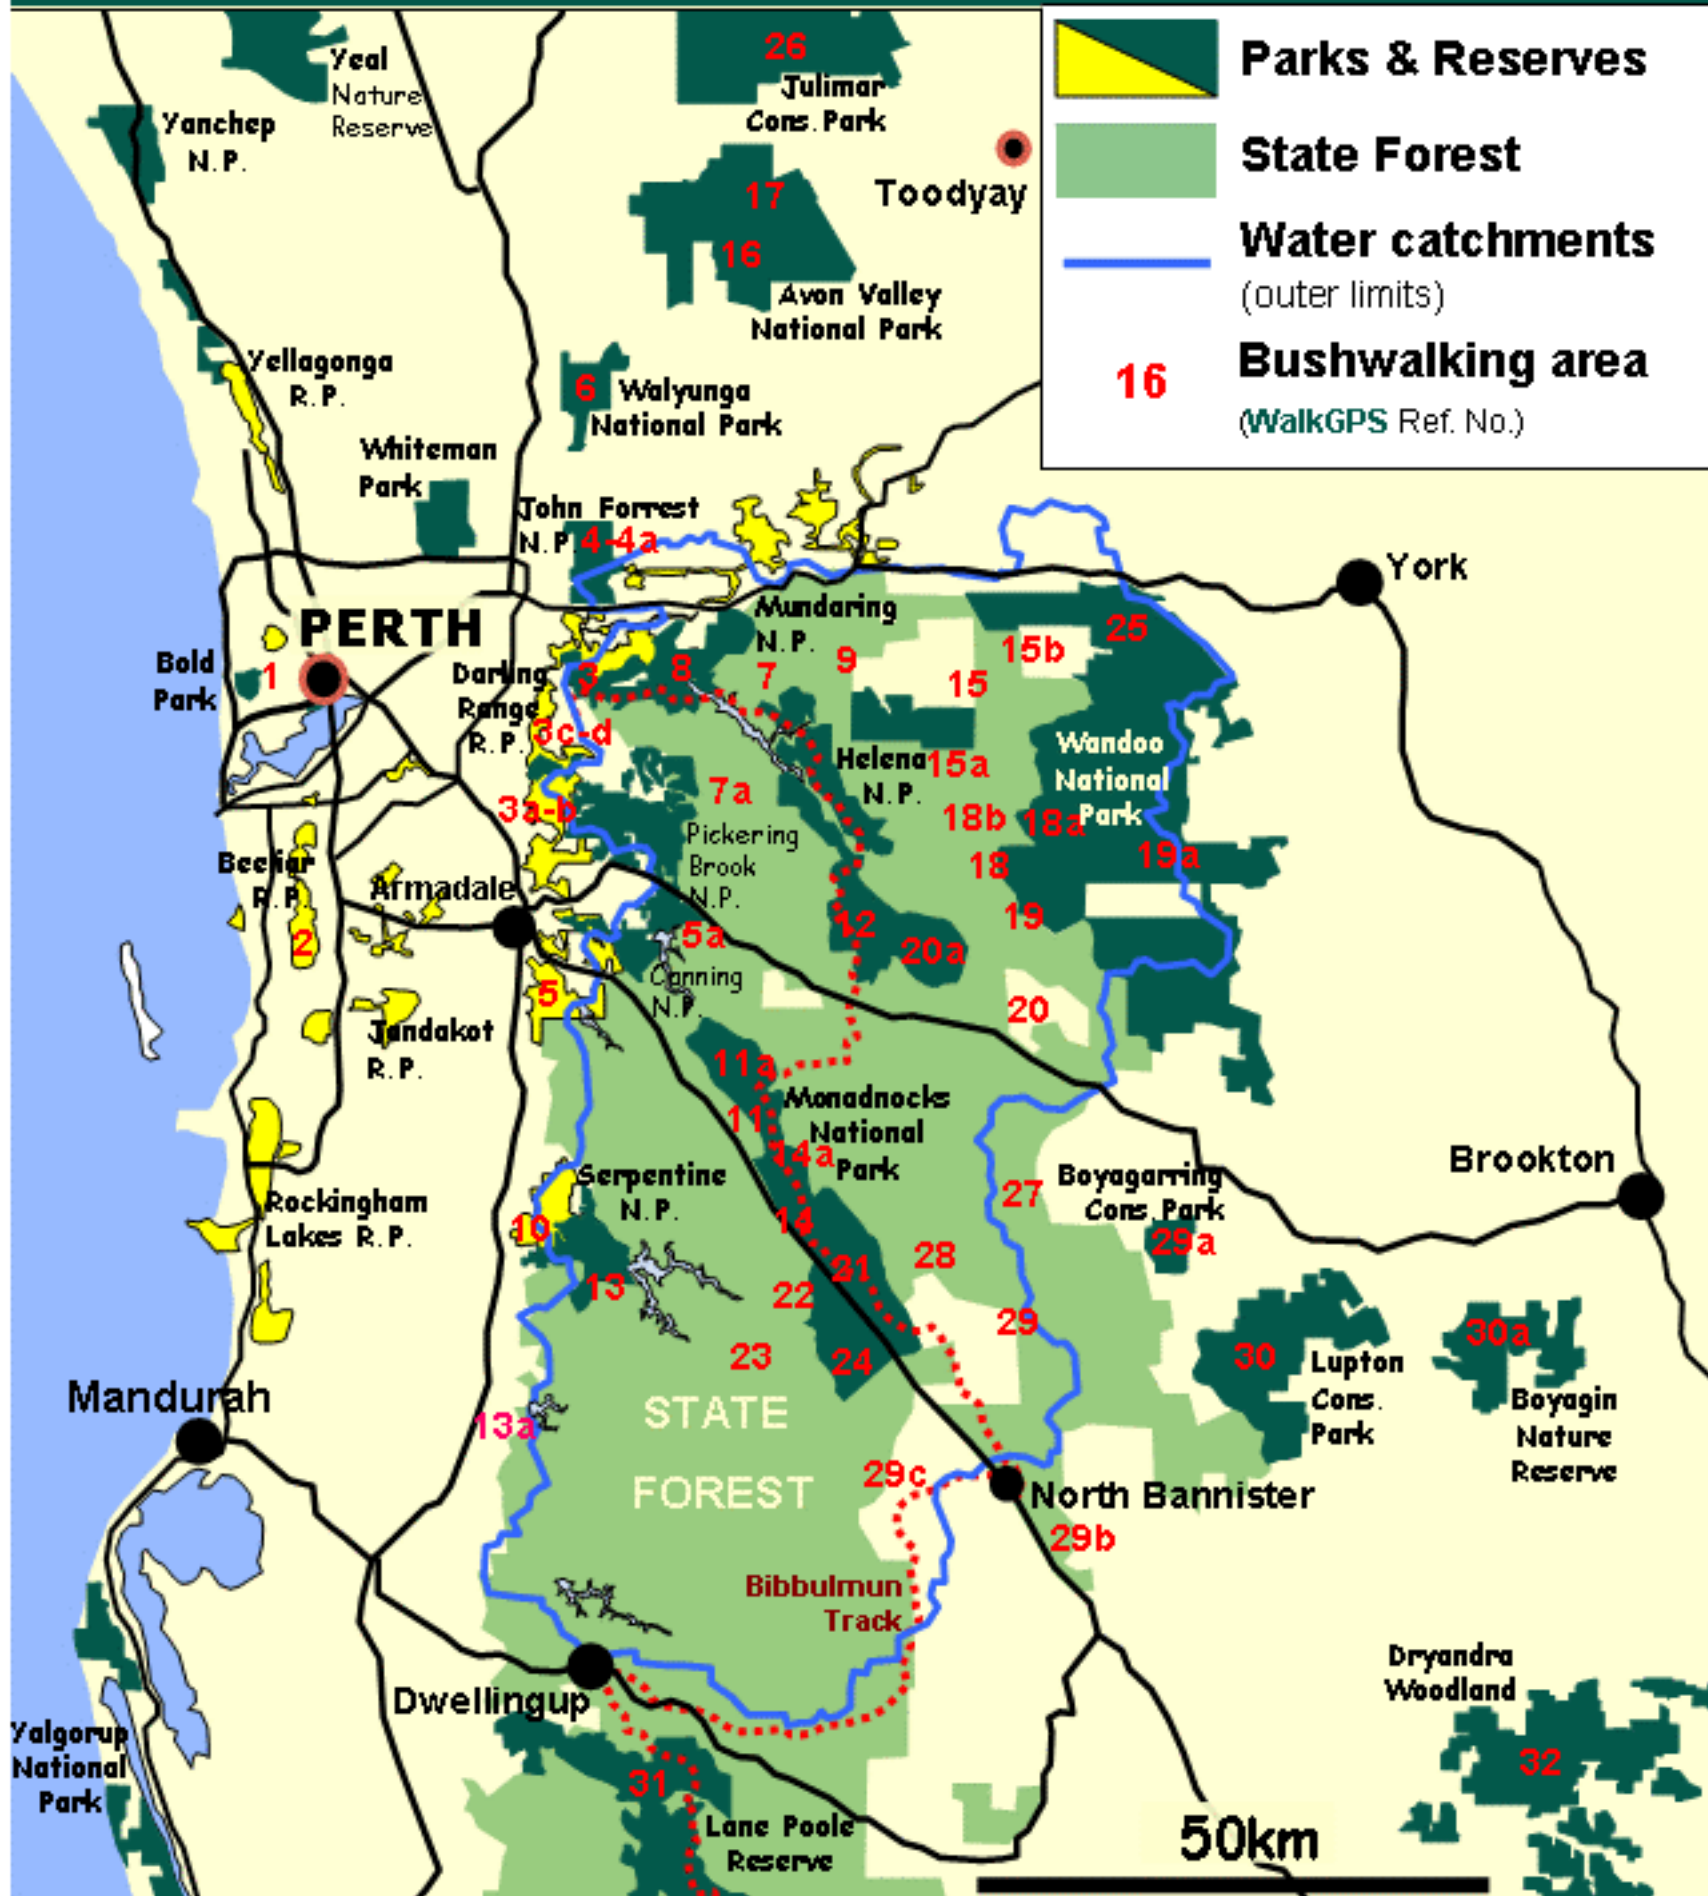 Parks & Reserves
State Forest
Water catchments
(outer limits)
16
Bushwalking area
(WalkGPS Ref. No.)
Yeal
Nature
Reserve
Yanchep
N.P.
26
Julimar
Cons. Park
Toodyay
17
16
Avon Valley
National Park
Yellagonga
R.P.
6
Walyunga
National Park
Whiteman
Park
John Forrest
N.P.
4-4a
York
PERTH
Mundaring
N.P.
Bold
Park
1
Darling
Range
R.P.
3
8
7
9
15b
25
15
3c-d
Wandoo
National
Park
Helena
N.P.
15a
7a
3a-b
18b
18a
Pickering
Brook
N.P.
18
19a
Beeliar
R.P.
Armadale
19
12
20a
2
5a
Canning
N.P.
5
20
Jandakot
R.P.
11a
11
Monadnocks
National
Park
14a
Brookton
Serpentine
N.P.
27
Boyagarring
Cons. Park
Rockingham
Lakes R.P.
10
14
29a
13
21
28
22
29
23
24
30
30a
Lupton
Cons.
Park
Boyagin
Nature
Reserve
Mandurah
13a
STATE
FOREST
29c
North Bannister
29b
Bibbulmun
Track
Dwellingup
Dryandra
Woodland
32
Yalgorup
National
Park
31
Lane Poole
Reserve
50km